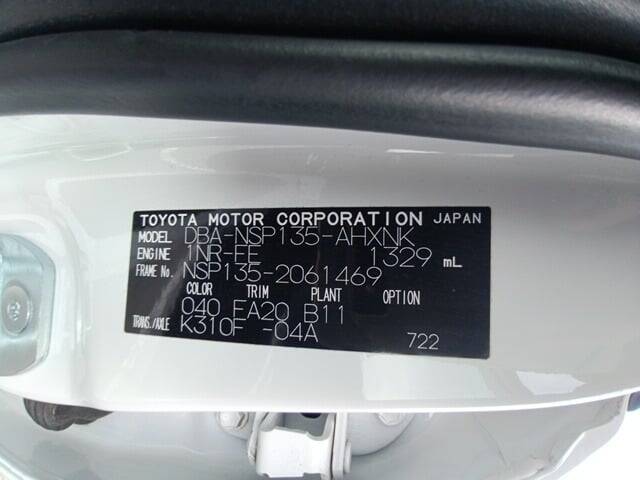 TOYOTA MOTOR CORPORATION JAPAN
MODEL DBA-NSP135-AHXNK
ENGINE 1NR-FE 1329 mL
FRAME No. NSP135-2061469
COLOR TRIM PLANT OPTION
040 EA20 B11
TRANS./AXLE K310F -04A
722